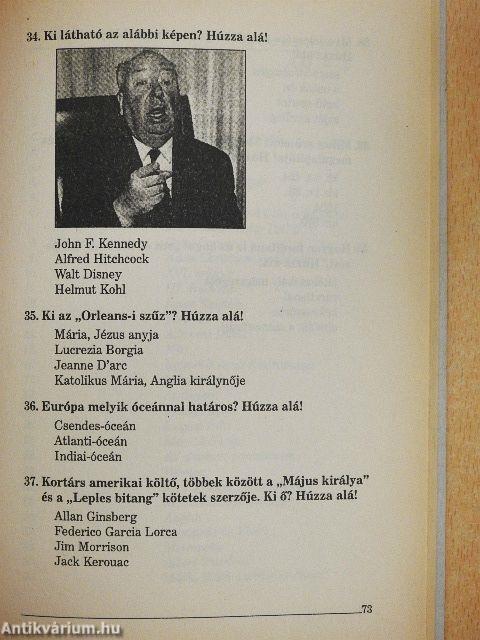 34. Ki látható az alábbi képen? Húzza alá!
John F. Kennedy
Alfred Hitchcock
Walt Disney
Helmut Kohl
35. Ki az „Orleans-i szűz”? Húzza alá!
Mária, Jézus anyja
Lucrezia Borgia
Jeanne D'arc
Katolikus Mária, Anglia királynője
36. Európa melyik óceánnal határos? Húzza alá!
Csendes-óceán
Atlanti-óceán
Indiai-óceán
37. Kortárs amerikai költő, többek között a „Május királya”
és a „Leples bitang” kötetek szerzője. Ki ő? Húzza alá!
Allan Ginsberg
Federico Garcia Lorca
Jim Morrison
Jack Kerouac
73
Antikvárium.hu